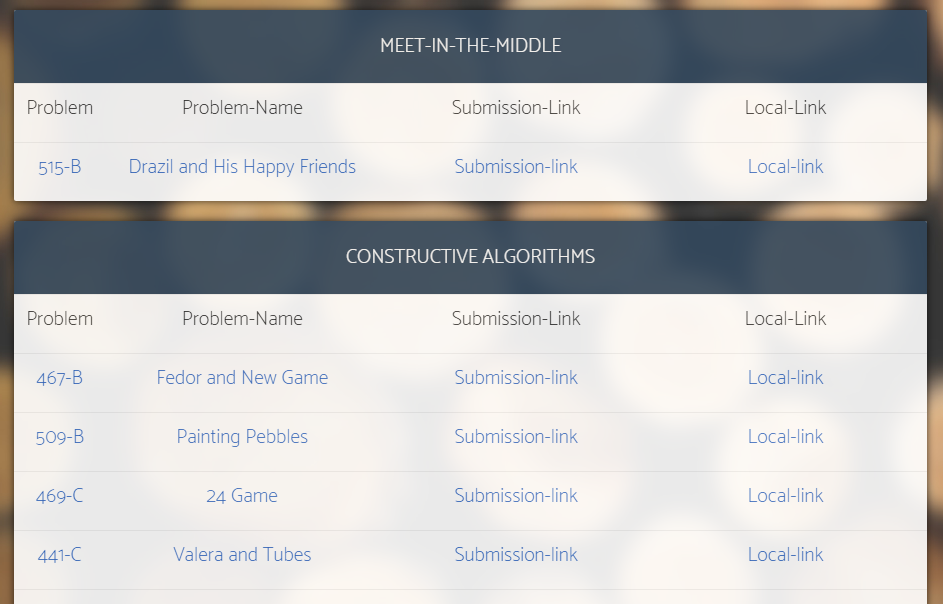 MEET-IN-THE-MIDDLE
Problem Problem-Name Submission-Link Local-Link
515-B Drazil and His Happy Friends Submission-link Local-link
CONSTRUCTIVE ALGORITHMS
Problem Problem-Name Submission-Link Local-Link
467-B Fedor and New Game Submission-link Local-link
509-B Painting Pebbles Submission-link Local-link
469-C 24 Game Submission-link Local-link
441-C Valera and Tubes Submission-link Local-link